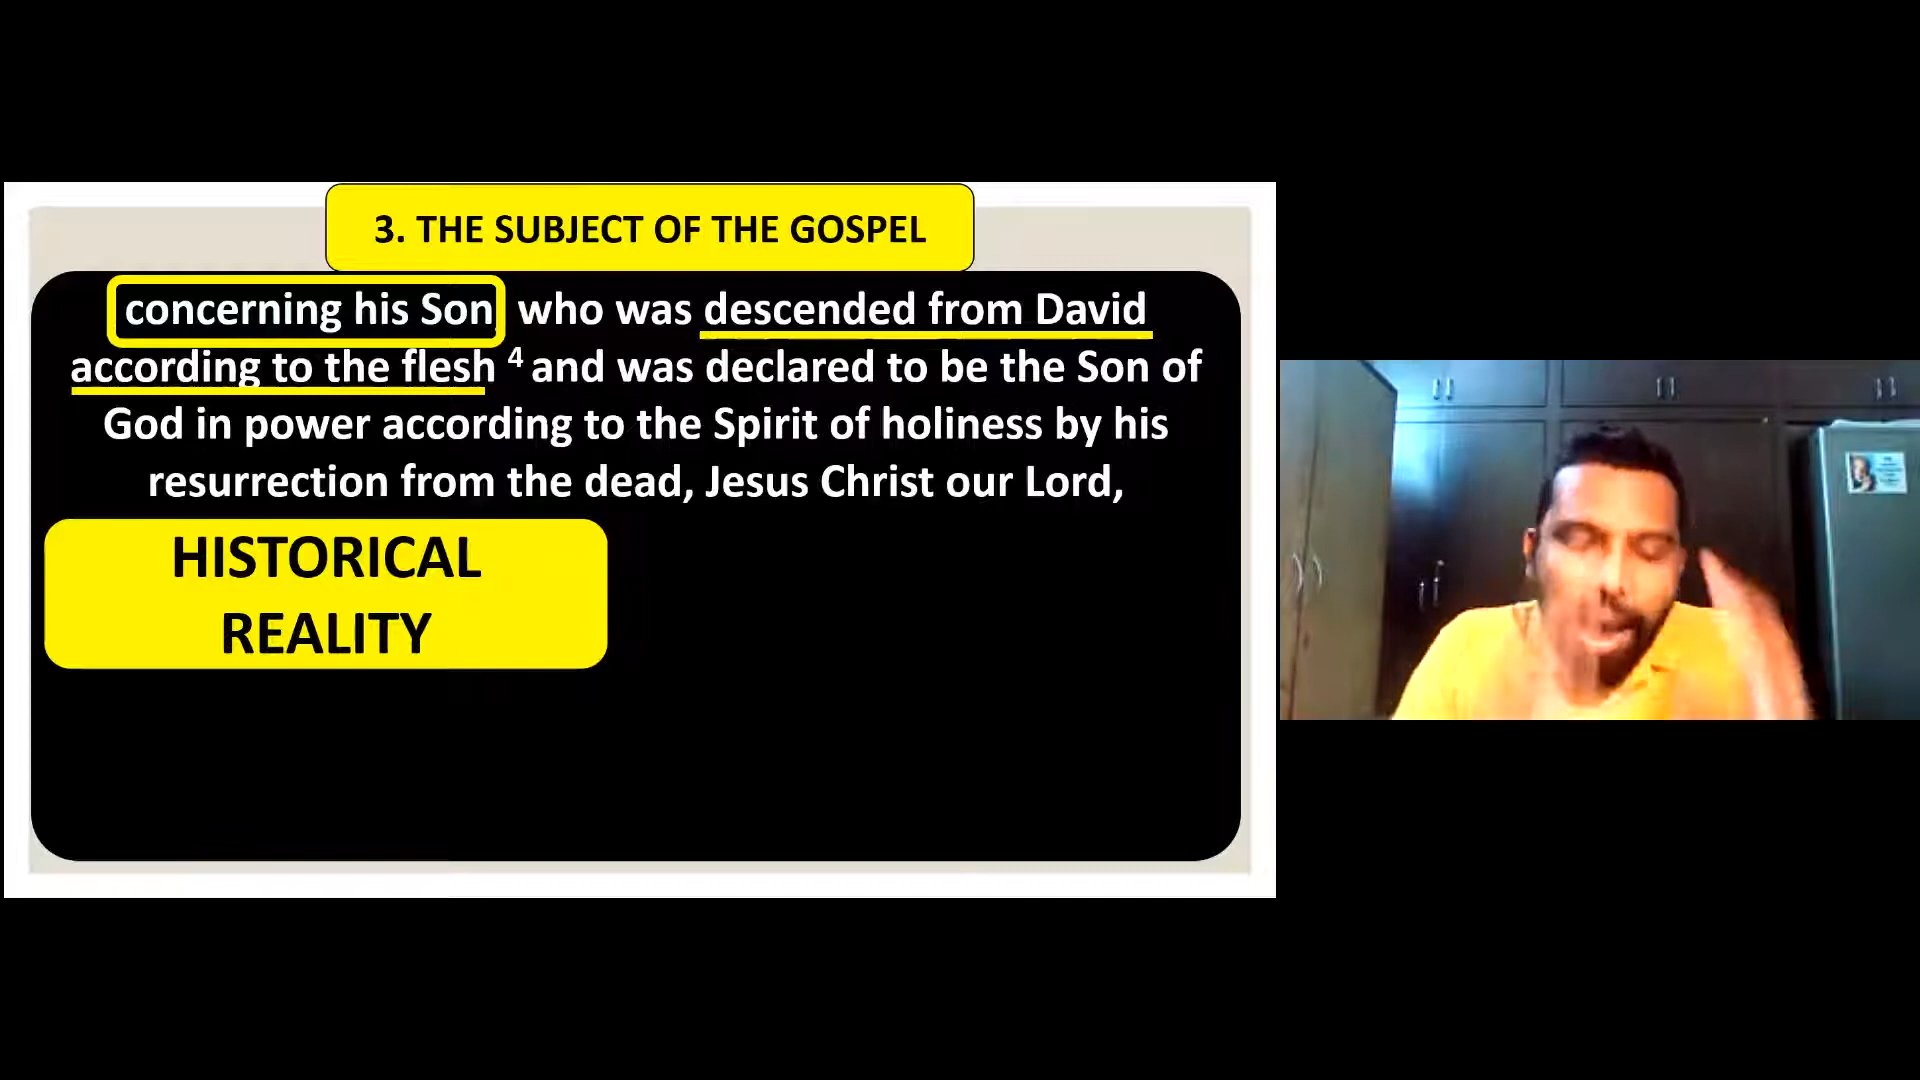 3. THE SUBJECT OF THE GOSPEL
concerning his Son, who was descended from David
according to the flesh 4 and was declared to be the Son of
God in power according to the Spirit of holiness by his
resurrection from the dead, Jesus Christ our Lord,
HISTORICAL
REALITY